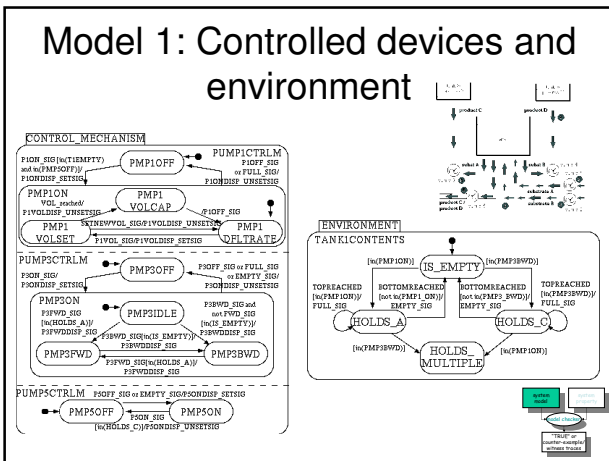 Model 1: Controlled devices and
environment
product C
product D
substrate A
substrate B
product C/
product D
CONTROL_MECHANISM
PUMP1CTRLM
P1ON_SIG [in(T1EMPTY)
and in(PMP5OFF)]/
P1ONDISP_SETSIG
PMP1OFF
P1OFF_SIG
or FULL_SIG/
P1ONDISP_UNSETSIG
PMP1ON
VOL_reached/
P1VOLDISP_UNSETSIG
PMP1
VOLCAP
/P1OFF_SIG
SETNEWVOL_SIG/P1VOLDISP_UNSETSIG
PMP1
VOLSET
P1VOL_SIG/P1VOLDISP_SETSIG
PMP1
DFLTRATE
PUMP3CTRLM
P3ON_SIG/
P3ONDISP_SETSIG
PMP3OFF
P3OFF_SIG or FULL_SIG
or EMPTY_SIG/
P3ONDISP_UNSETSIG
PMP3ON
P3FWD_SIG
[in(HOLDS_A)]/
P3FWDDISP_SIG
PMP3IDLE
P3BWD_SIG and
not FWD_SIG
[in(IS_EMPTY)]/
P3BWDDISP_SIG
P3BWD_SIG[in(IS_EMPTY)]/
P3BWDDISP_SIG
PMP3FWD
PMP3BWD
P3FWD_SIG[in(HOLDS_A)]/
P3FWDDISP_SIG
PUMP5CTRLM
P5OFF_SIG or EMPTY_SIG/P5ONDISP_SETSIG
PMP5OFF
P5ON_SIG
PMP5ON
[in(HOLDS_C)]/P5ONDISP_UNSETSIG
ENVIRONMENT
TANK1CONTENTS
[in(PMP1ON)]
IS_EMPTY
[in(PMP3BWD)]
TOPREACHED
[in(PMP1ON)]/
FULL_SIG
BOTTOMREACHED
[not in(PMP1_ON)]/
EMPTY_SIG
BOTTOMREACHED
[not in(PMP3_BWD)]/
EMPTY_SIG
TOPREACHED
[in(PMP3BWD)]/
FULL_SIG
HOLDS_A
HOLDS_C
[in(PMP3BWD)]
HOLDS_
MULTIPLE
[in(PMP1ON)]
system
model
system
property
model checker
"TRUE" or
counter-example/
witness traces